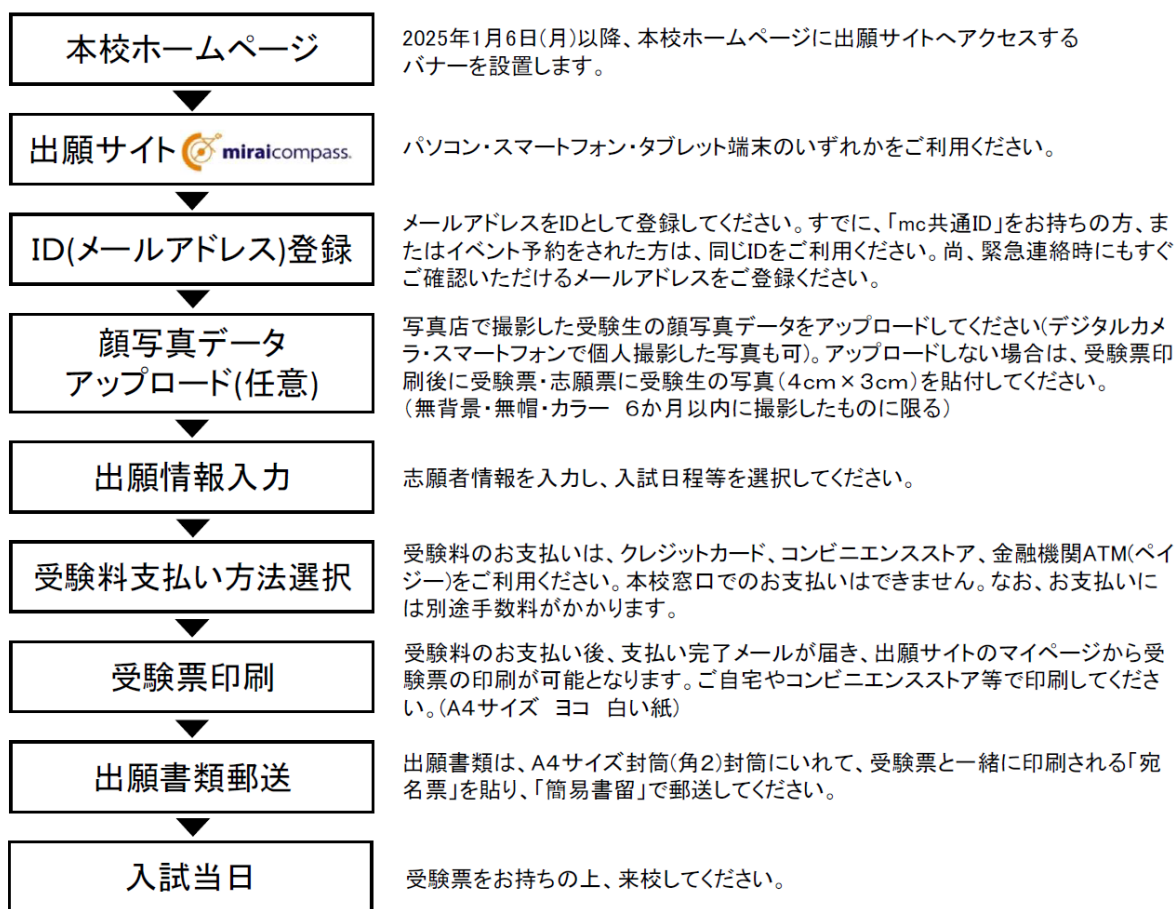 本校ホームページ
2025年1月6日(月)以降、本校ホームページに出願サイトへアクセスする
バナーを設置します。
出願サイト miraicompass.
パソコン・スマートフォン・タブレット端末のいずれかをご利用ください。
ID(メールアドレス)登録
メールアドレスをIDとして登録してください。すでに、「mc共通ID」をお持ちの方、ま
たはイベント予約をされた方は、同じIDをご利用ください。尚、緊急連絡時にもすぐ
ご確認いただけるメールアドレスをご登録ください。
顔写真データ
アップロード(任意)
写真店で撮影した受験生の顔写真データをアップロードしてください(デジタルカメ
ラ・スマートフォンで個人撮影した写真も可)。アップロードしない場合は、受験票印
刷後に受験票・志願票に受験生の写真(4cm×3cm)を貼付してください。
(無背景・無帽・カラー 6か月以内に撮影したものに限る)
出願情報入力
志願者情報を入力し、入試日程等を選択してください。
受験料支払い方法選択
受験料のお支払いは、クレジットカード、コンビニエンスストア、金融機関ATM(ペイ
ジー)をご利用ください。本校窓口でのお支払いはできません。なお、お支払いに
は別途手数料がかかります。
受験票印刷
受験料のお支払い後、支払い完了メールが届き、出願サイトのマイページから受
験票の印刷が可能となります。ご自宅やコンビニエンスストア等で印刷してくださ
い。(A4サイズ ヨコ 白い紙)
出願書類郵送
出願書類は、A4サイズ封筒(角2)封筒にいれて、受験票と一緒に印刷される「宛
名票」を貼り、「簡易書留」で郵送してください。
入試当日
受験票をお持ちの上、来校してください。